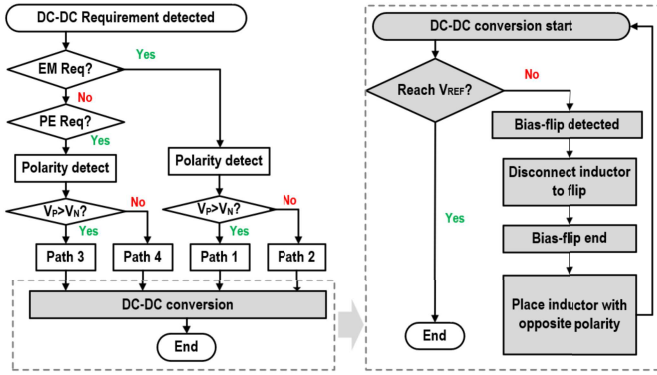 DC-DC Requirement detected
EM Req?
Yes
No
PE Req?
Yes
Polarity detect
Polarity detect
VP>VN?
No
Yes
VP>VN?
No
Yes
Path 3
Path 4
Path 1
Path 2
DC-DC conversion
End
DC-DC conversion start
Reach VREF?
No
Yes
Bias-flip detected
Disconnect inductor
to flip
Bias-flip end
Place inductor with
opposite polarity
End